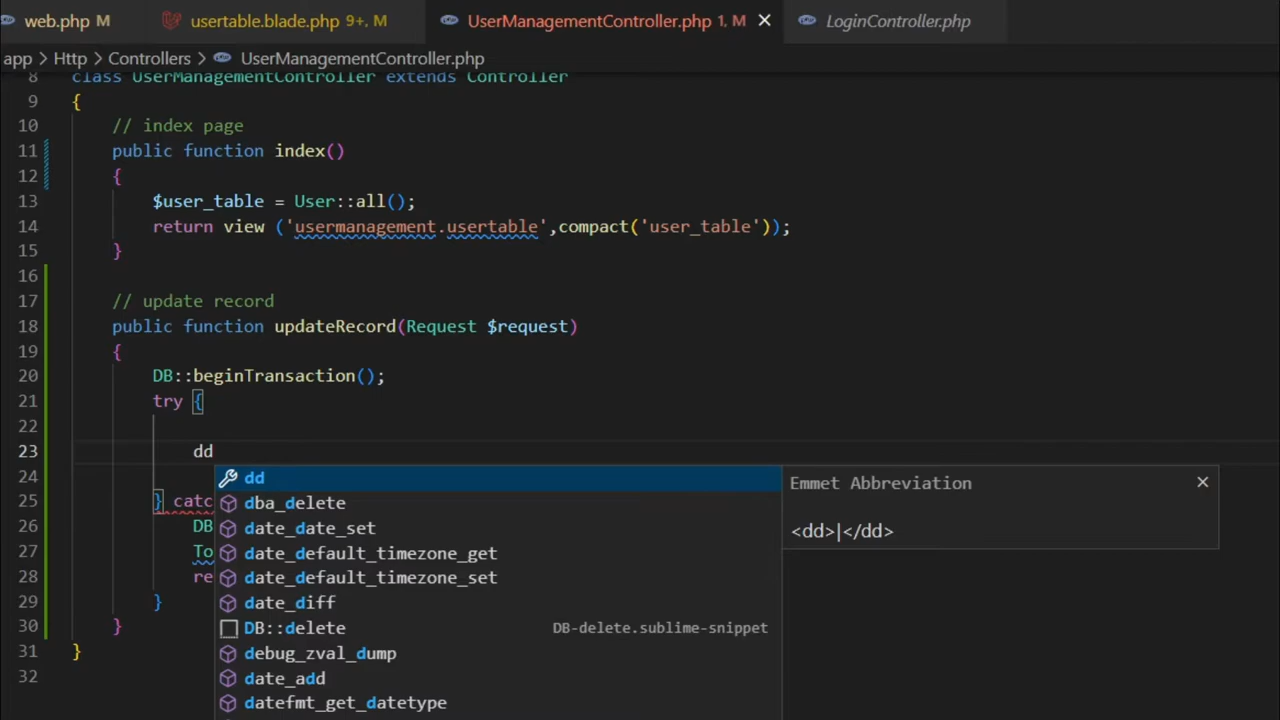 web.php M usertable.blade.php 9+, M UserManagementController.php 1, M × LoginController.php
app > Http > Controllers > UserManagementController.php
8 class UserManagementController extends Controller
9 {
10 // index page
11 public function index()
12 {
13 $user_table = User::all();
14 return view ('usermanagement.usertable',compact('user_table'));
15 }
16
17 // update record
18 public function updateRecord(Request $request)
19 {
20 DB::beginTransaction();
21 try {
22
23 dd
24 dd Emmet Abbreviation ×
dba_delete
25 } catc
date_date_set <dd>|</dd>
26 DB
27 To date_default_timezone_get
28 re date_default_timezone_set
29 } date_diff
30 } DB::delete DB-delete.sublime-snippet
31 } debug_zval_dump
32 date_add
datefmt_get_datetype